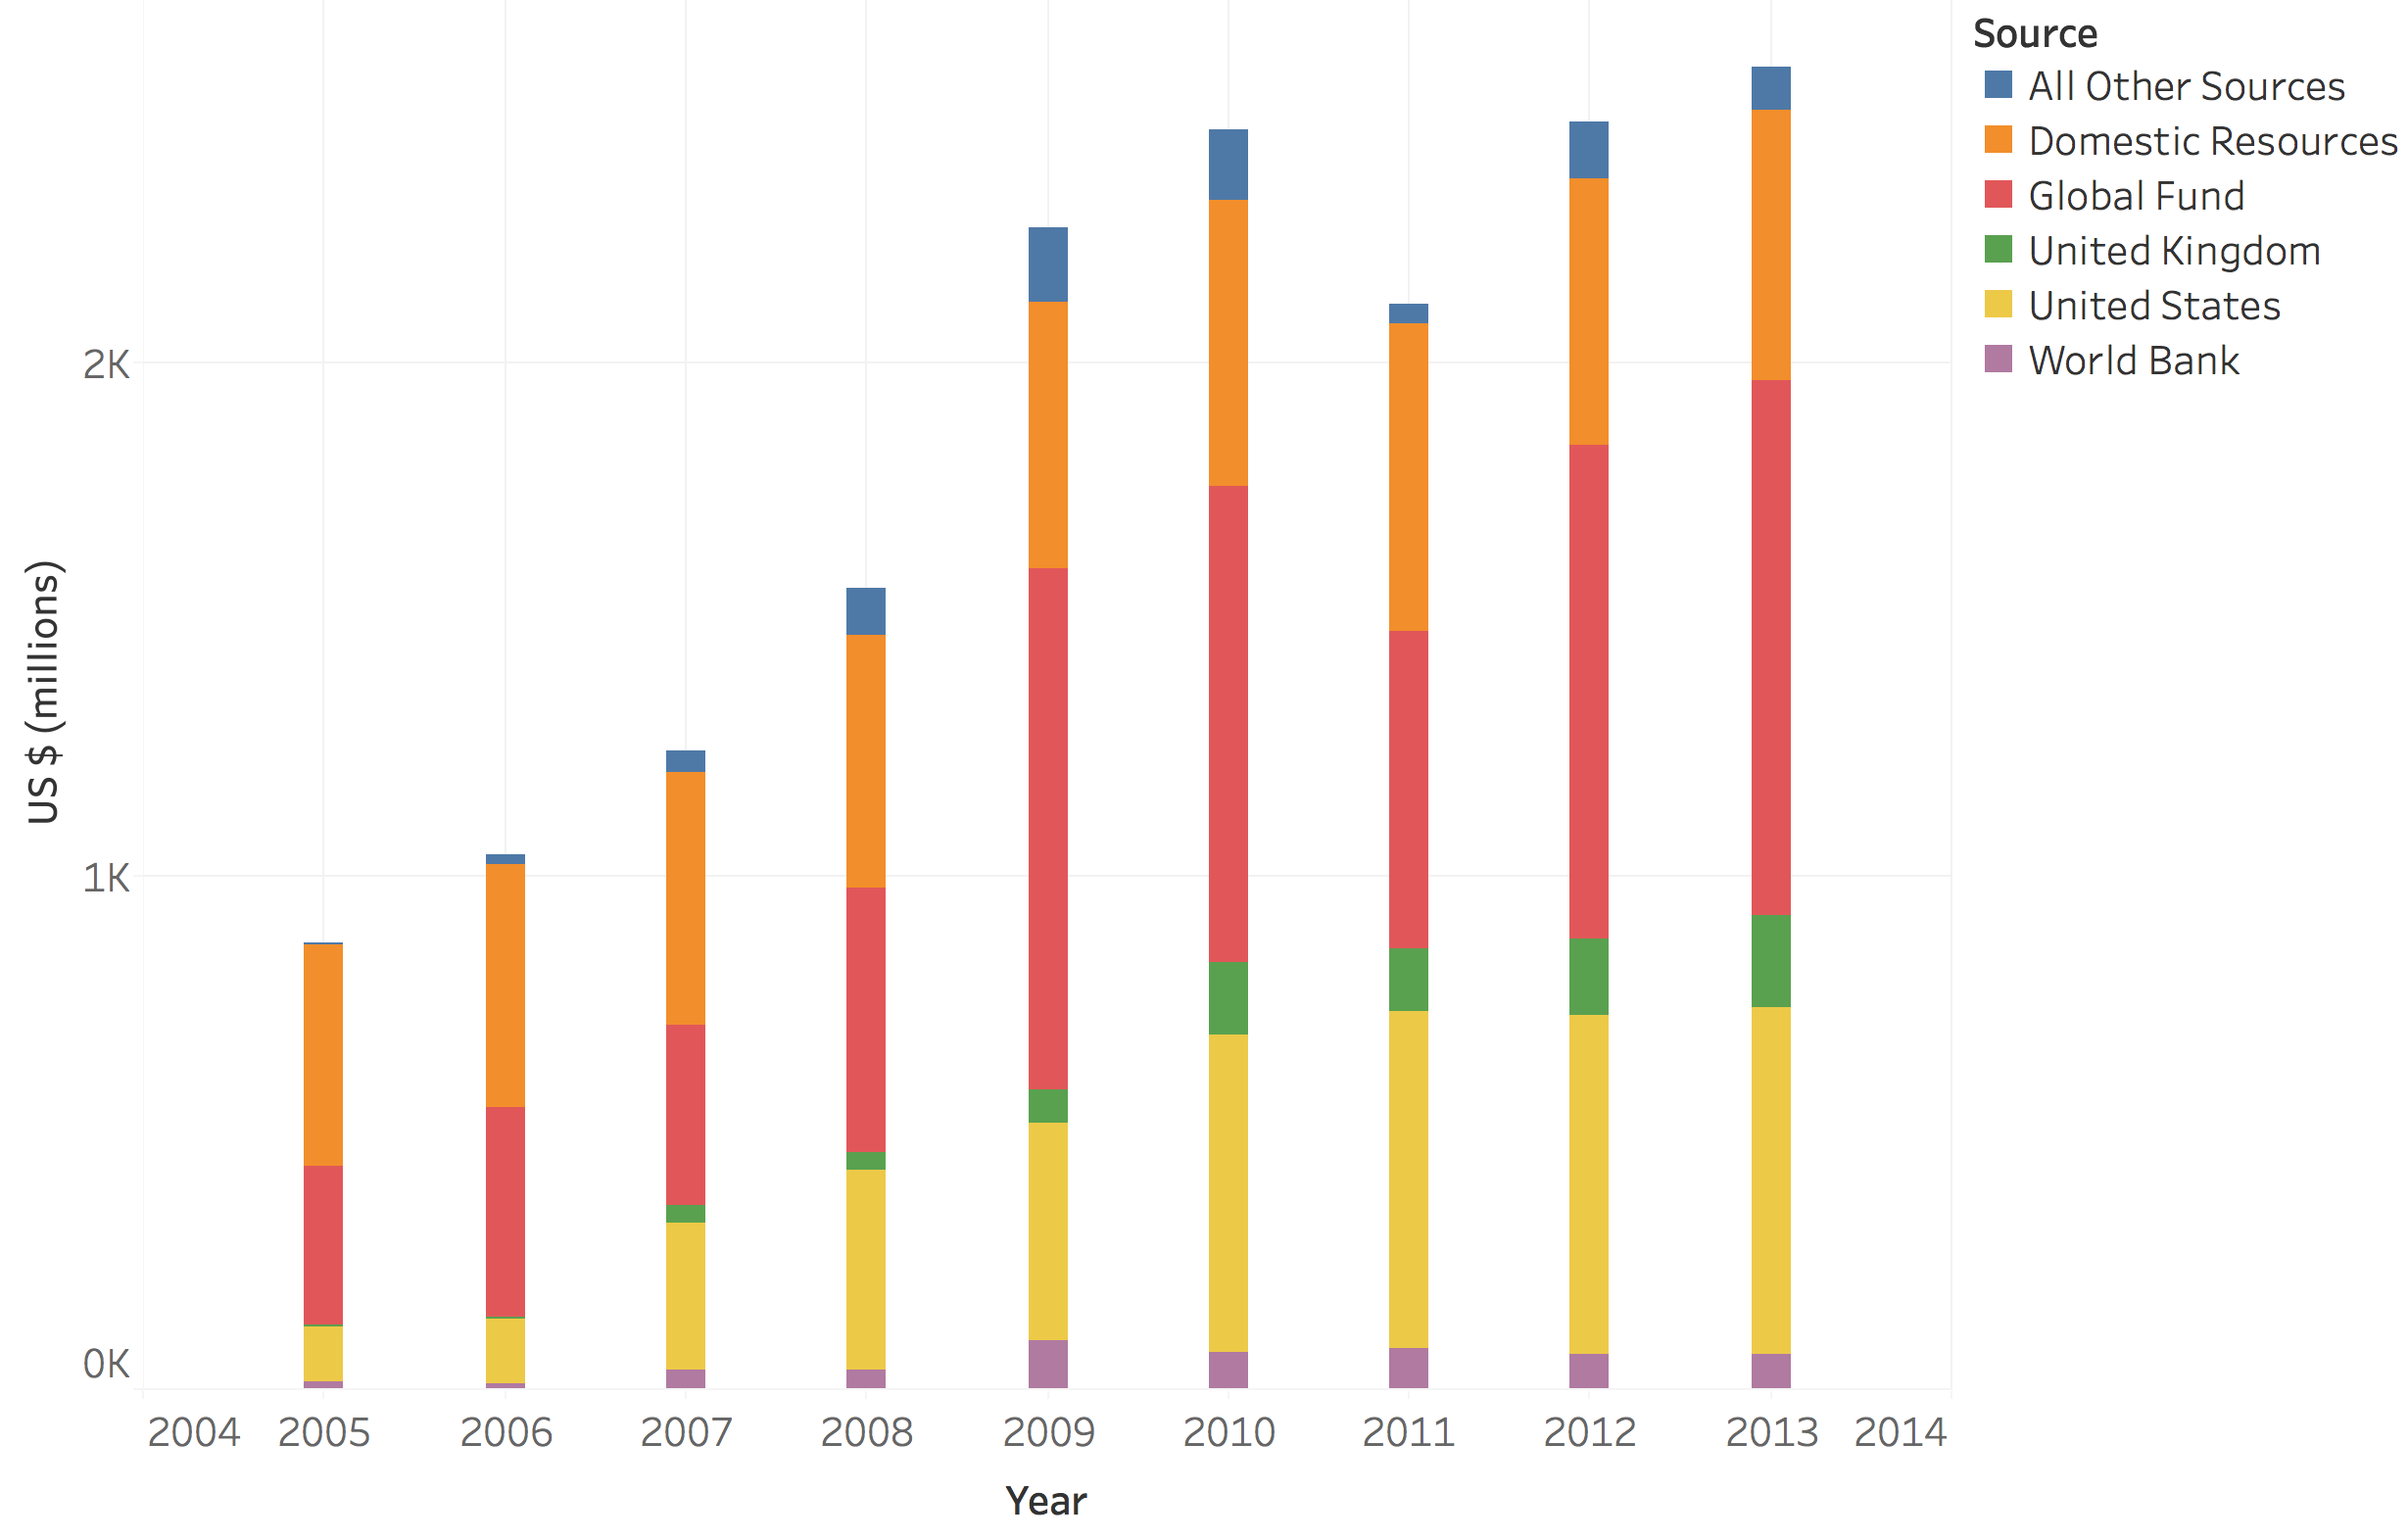 Source
All Other Sources
Domestic Resources
Global Fund
United Kingdom
United States
World Bank
US $ (millions)
2K
1K
0K
2004 2005 2006 2007 2008 2009 2010 2011 2012 2013 2014
Year